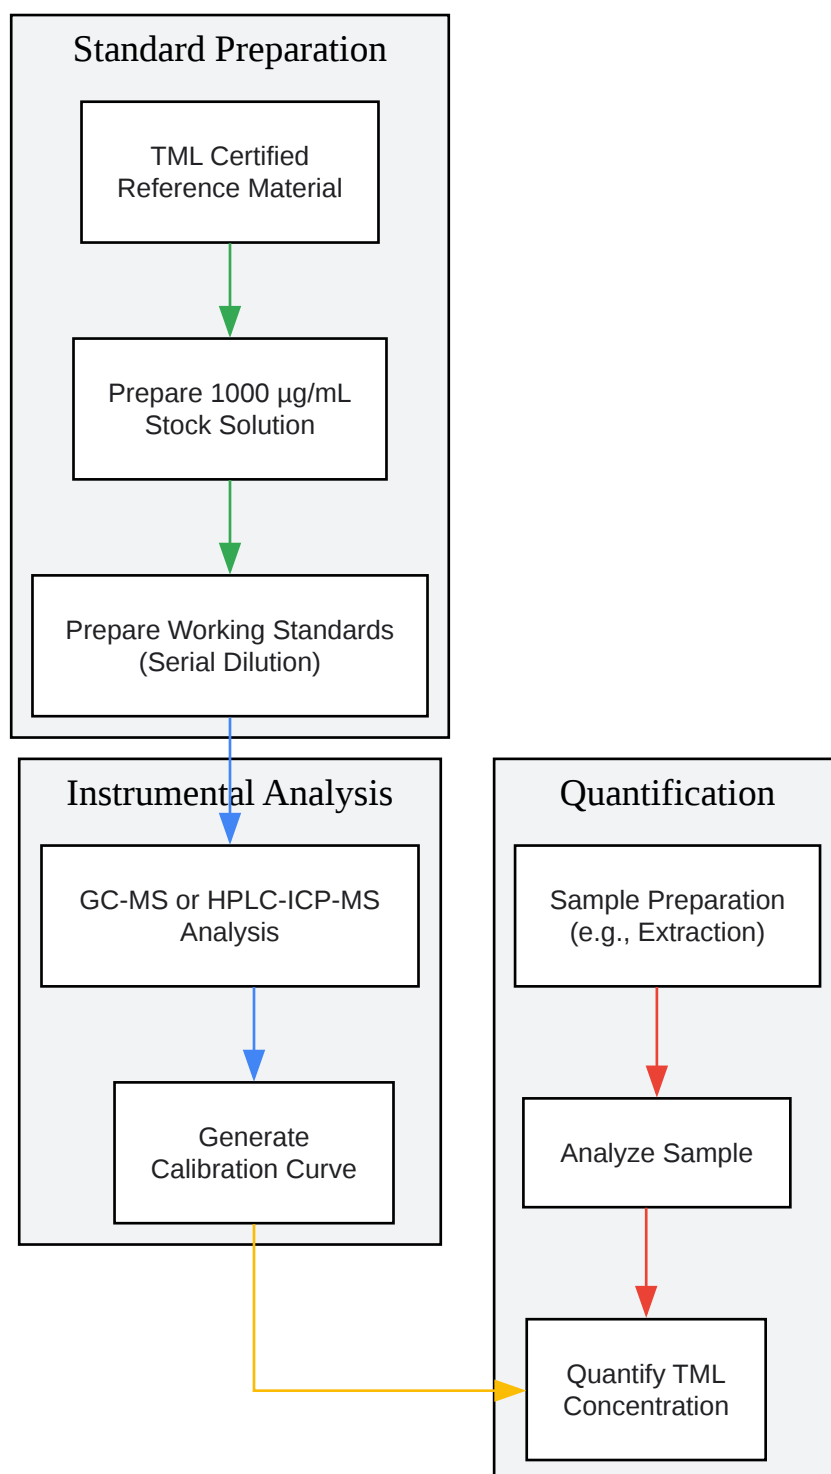 Standard Preparation
TML Certified
Reference Material
Prepare 1000 µg/mL
Stock Solution
Prepare Working Standards
(Serial Dilution)
Instrumental Analysis
GC-MS or HPLC-ICP-MS
Analysis
Generate
Calibration Curve
Quantification
Sample Preparation
(e.g., Extraction)
Analyze Sample
Quantify TML
Concentration